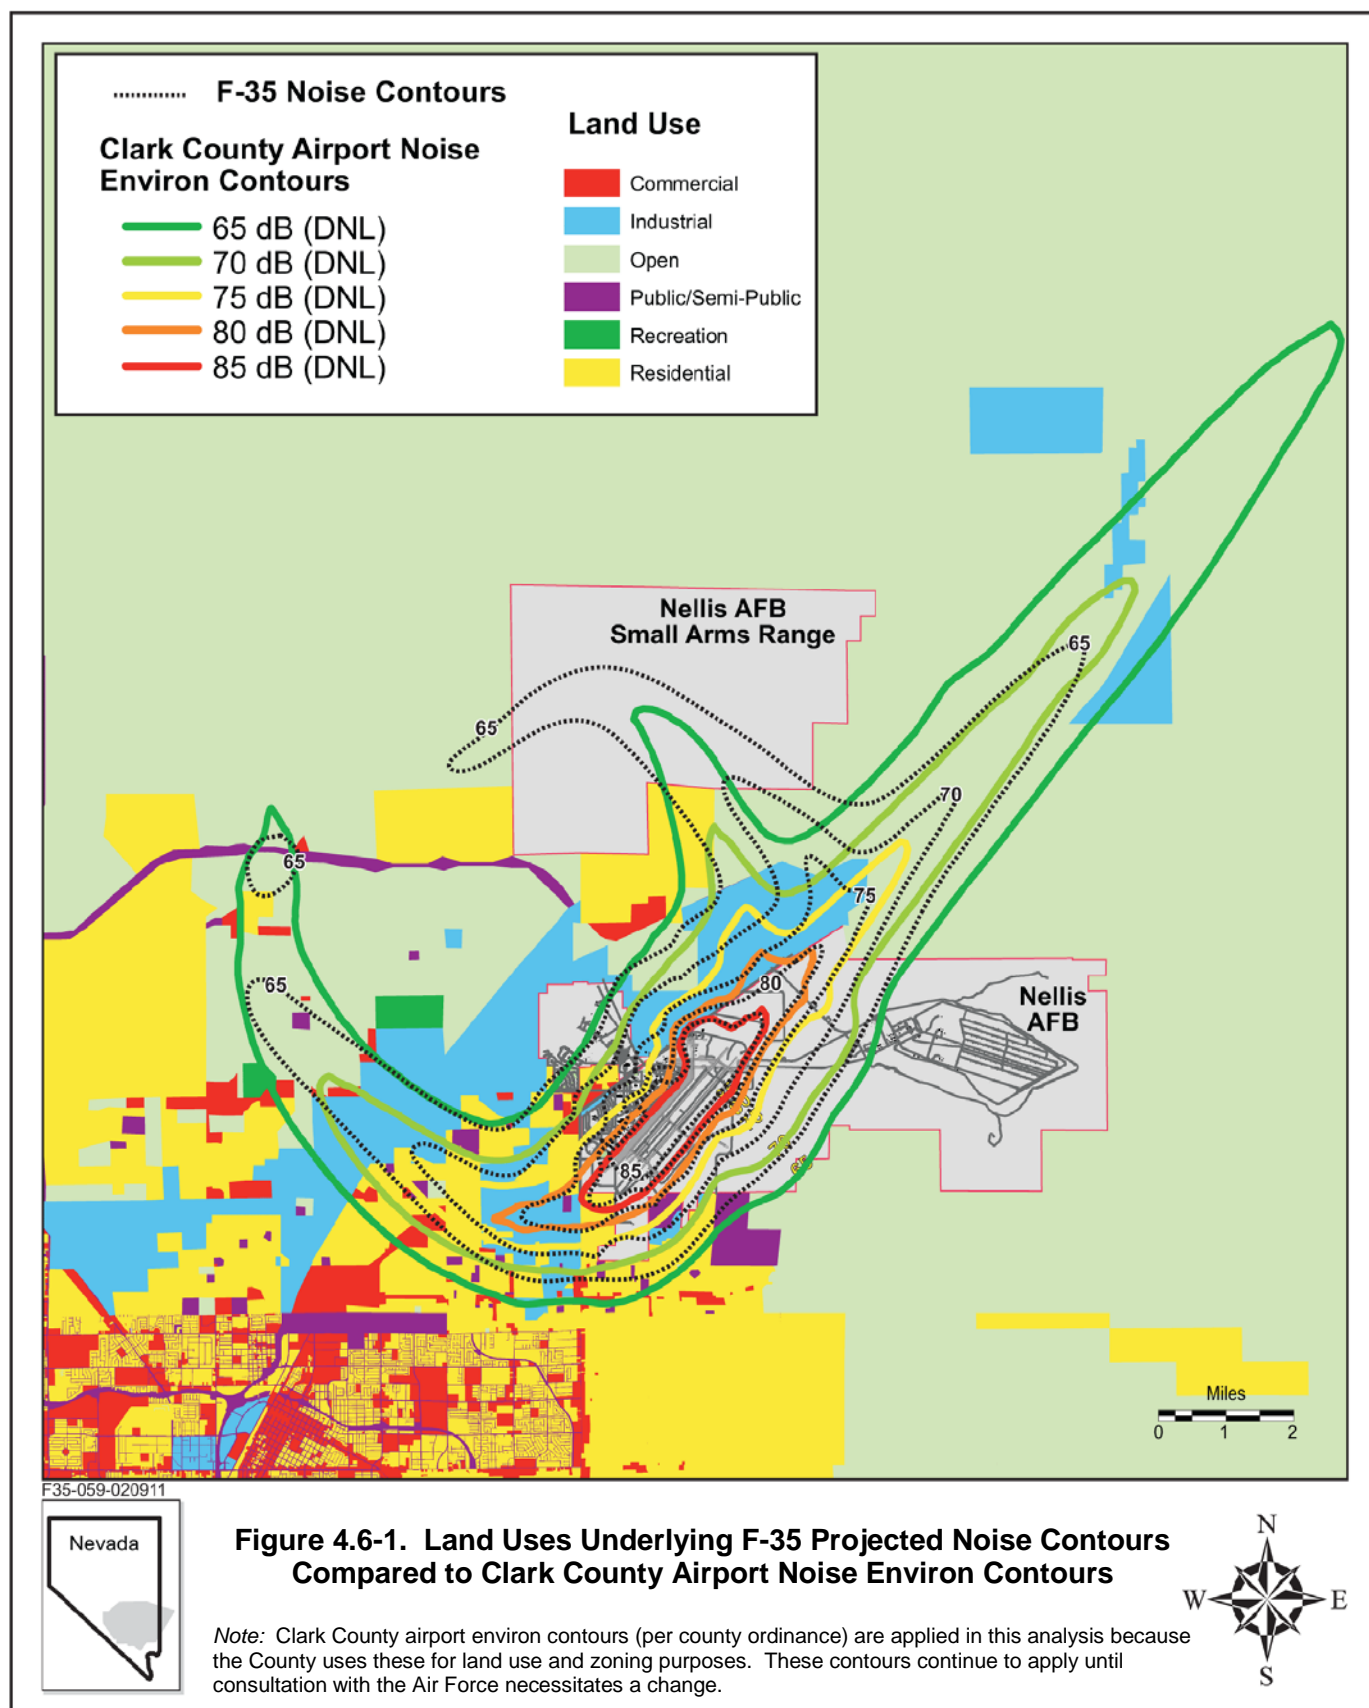 F-35 Noise Contours
Clark County Airport Noise
Environ Contours
65 dB (DNL)
70 dB (DNL)
75 dB (DNL)
80 dB (DNL)
85 dB (DNL)
Land Use
Commercial
Industrial
Open
Public/Semi-Public
Recreation
Residential
Nellis AFB
Small Arms Range
65
65
70
65
75
65
80
Nellis
AFB
85
70
65
Miles
0 1 2
F35-059-020911
Nevada
Figure 4.6-1. Land Uses Underlying F-35 Projected Noise Contours
Compared to Clark County Airport Noise Environ Contours
Note: Clark County airport environ contours (per county ordinance) are applied in this analysis because
the County uses these for land use and zoning purposes. These contours continue to apply until
consultation with the Air Force necessitates a change.
N
W E
S